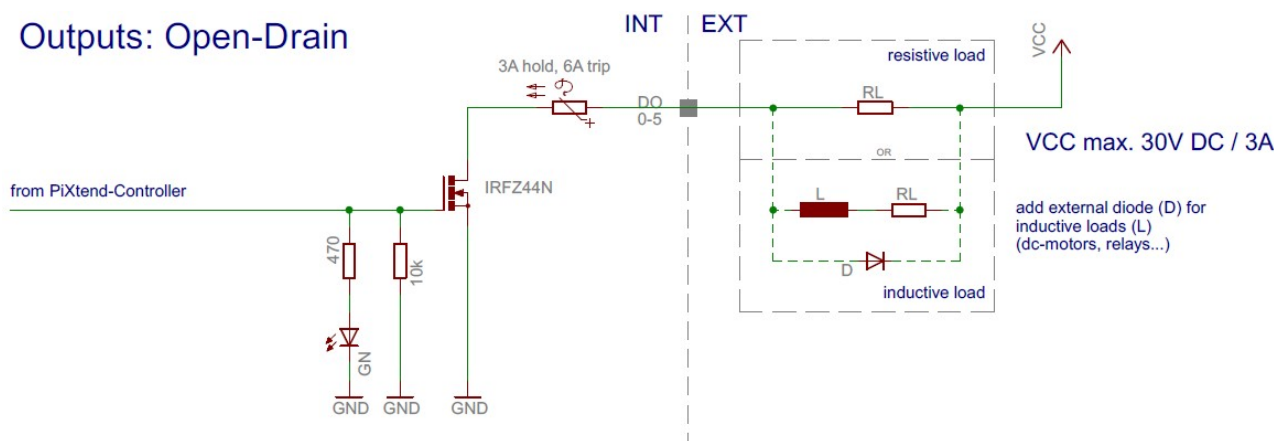 Outputs: Open-Drain
INT
EXT
VCC
resistive load
3A hold, 6A trip
RL
DO
0-5
VCC max. 30V DC / 3A
OR
from PiXtend-Controller
IRFZ44N
L
RL
add external diode (D) for
inductive loads (L)
(dc-motors, relays...)
470
10k
D
inductive load
GN
GND
GND
GND